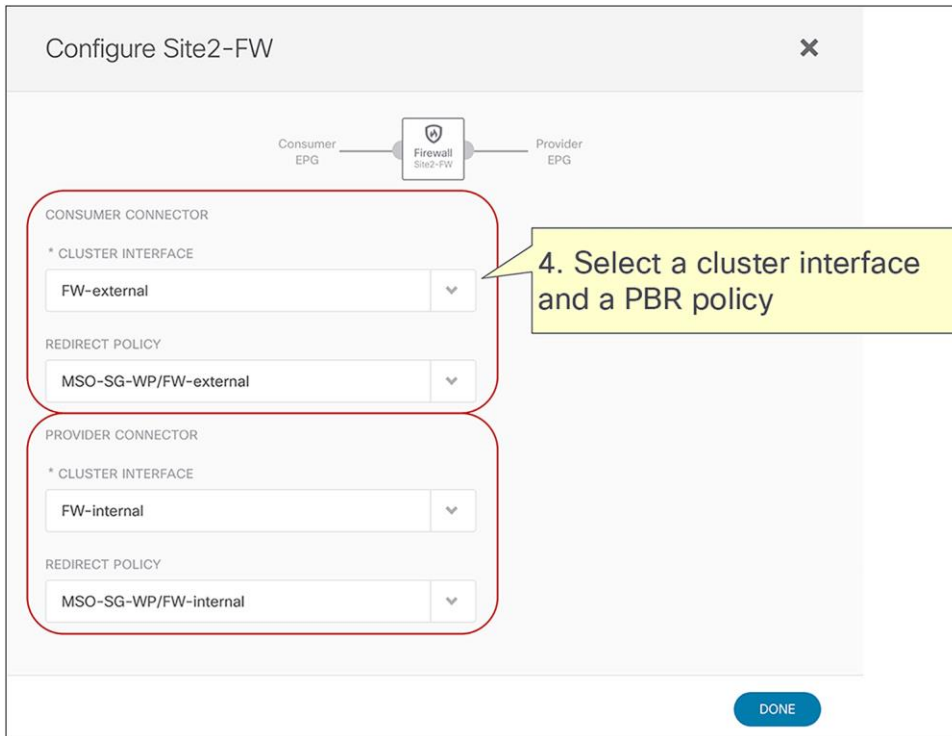 Configure Site2-FW
Consumer
EPG
Firewall
Site2-FW
Provider
EPG
CONSUMER CONNECTOR
* CLUSTER INTERFACE
FW-external
4. Select a cluster interface
and a PBR policy
REDIRECT POLICY
MSO-SG-WP/FW-external
PROVIDER CONNECTOR
* CLUSTER INTERFACE
FW-internal
REDIRECT POLICY
MSO-SG-WP/FW-internal
DONE